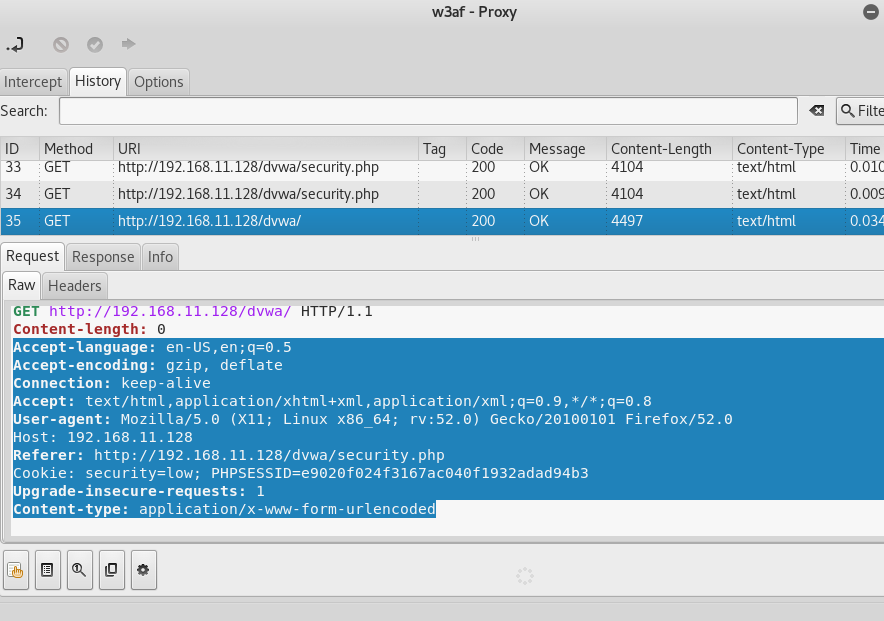 w3af - Proxy
Intercept History Options
Search: Filte
ID Method URI Tag Code Message Content-Length Content-Type Time
33 GET http://192.168.11.128/dvwa/security.php 200 OK 4104 text/html 0.010
34 GET http://192.168.11.128/dvwa/security.php 200 OK 4104 text/html 0.009
35 GET http://192.168.11.128/dvwa/ 200 OK 4497 text/html 0.034
Request Response Info
Raw Headers
GET http://192.168.11.128/dvwa/ HTTP/1.1
Content-length: 0
Accept-language: en-US,en;q=0.5
Accept-encoding: gzip, deflate
Connection: keep-alive
Accept: text/html,application/xhtml+xml,application/xml;q=0.9,*/*;q=0.8
User-agent: Mozilla/5.0 (X11; Linux x86_64; rv:52.0) Gecko/20100101 Firefox/52.0
Host: 192.168.11.128
Referer: http://192.168.11.128/dvwa/security.php
Cookie: security=low; PHPSESSID=e9020f024f3167ac040f1932adad94b3
Upgrade-insecure-requests: 1
Content-type: application/x-www-form-urlencoded